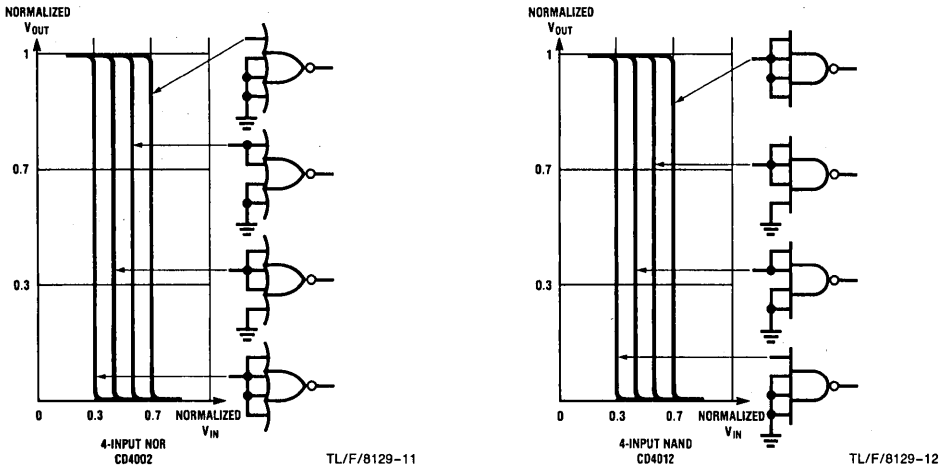 NORMALIZED
VOUT
1
0.7
0.3
0
0.3
0.7
NORMALIZED
VIN
4-INPUT NOR
CD4002
TL/F/8129-11
NORMALIZED
VOUT
1
0.7
0.3
0
0.3
0.7
NORMALIZED
VIN
4-INPUT NAND
CD4012
TL/F/8129-12